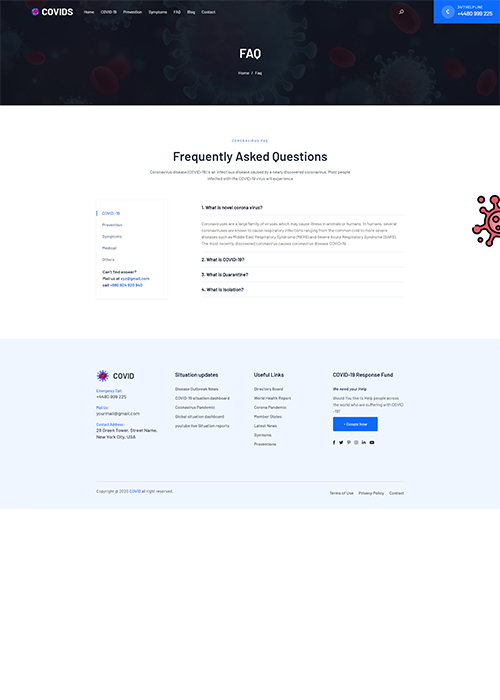 COVIDS
Home COVID-19 Prevention Symptoms FAQ Blog Contact
24/7 HELP LINE
+4480 999 225
FAQ
Home / Faq
CORONAVIRUS FAQ
Frequently Asked Questions
Coronavirus disease (COVID-19) is an infectious disease caused by a newly discovered coronavirus. Most people
infected with the COVID-19 virus will experience.
COVID-19
Prevention
Symptoms
Medical
Others
Can't find answer?
Mail us at xyz@gmail.com
call +980 924 920 940
1. What is novel corona virus?
Coronaviruses are a large family of viruses which may cause illness in animals or humans. In humans, several
coronaviruses are known to cause respiratory infections ranging from the common cold to more severe
diseases such as Middle East Respiratory Syndrome (MERS) and Severe Acute Respiratory Syndrome (SARS).
The most recently discovered coronavirus causes coronavirus disease COVID-19.
2. What is COVID-19?
3. What is Quarantine?
4. What is Isolation?
COVID
Emergency Call:
+4480 999 225
Mail Us:
yourmail@gmail.com
Contact Address:
28 Green Tower, Street Name,
New York City, USA
Situation updates
Disease Outbreak News
COVID-19 situation dashboard
Coronavirus Pandemic
Global situation dashboard
youtube live Situation reports
Useful Links
Directors Board
World Health Report
Corona Pandemic
Member States
Latest News
Symtoms
Preventions
COVID-19 Response Fund
We need your Help
Would You like to Help people across
the world who are suffering with COVID
-19?
Donate Now
Copyright @ 2020 COVID all right reserved.
Terms of Use Privacy Policy Contact